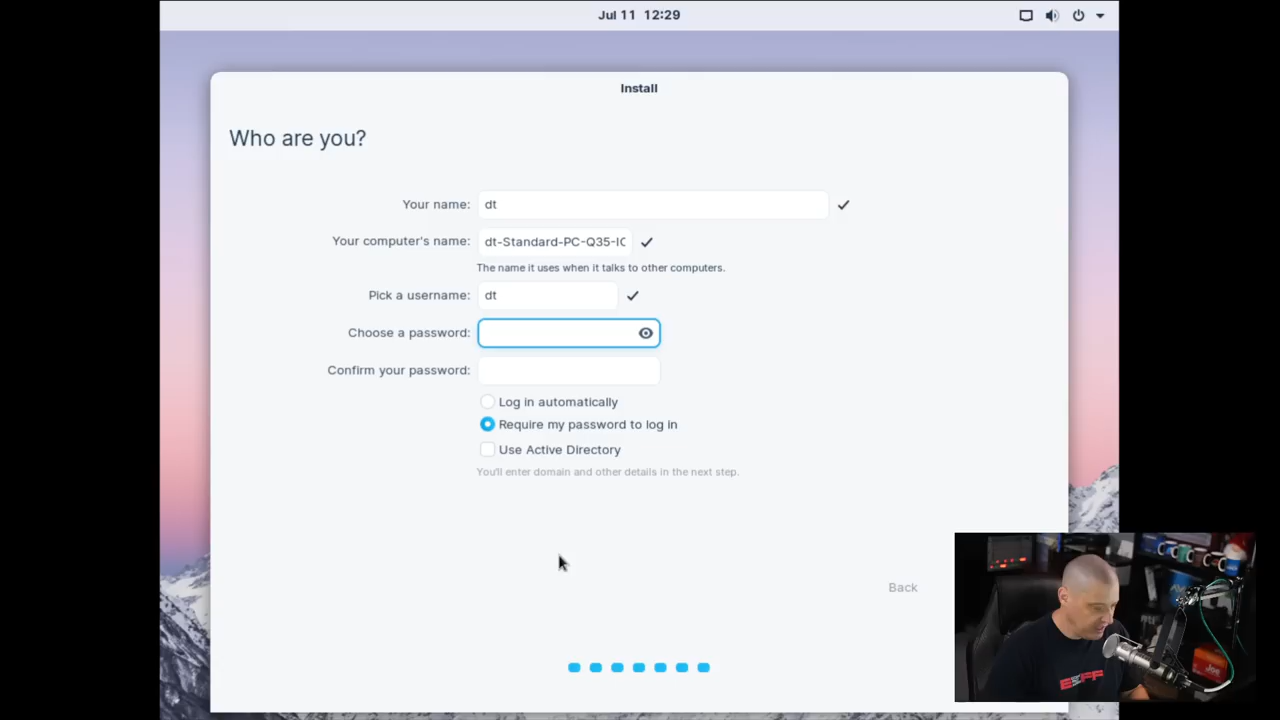 Jul 11 12:29
Install
Who are you?
Your name: dt
Your computer's name: dt-Standard-PC-Q35-IC
The name it uses when it talks to other computers.
Pick a username: dt
Choose a password:
Confirm your password:
Log in automatically
Require my password to log in
Use Active Directory
You'll enter domain and other details in the next step.
Back